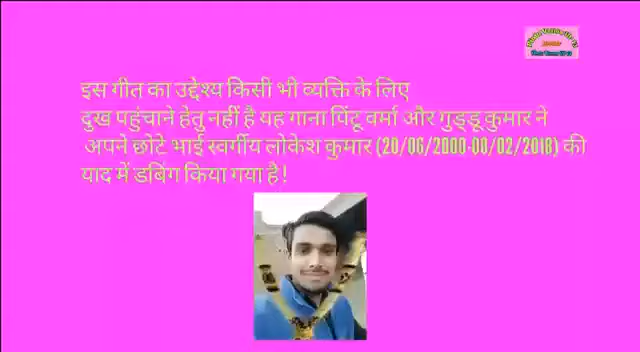 इस गीत का उद्देश्य किसी भी व्यक्ति के लिए
दुख पहुंचाने हेतु नहीं है यह गाना पिंटू वर्मा और गुड्डू कुमार ने
अपने छोटे भाई स्वर्गीय लोकेश कुमार (20/06/2000-08/02/2018) की
याद में डबिंग किया गया है!